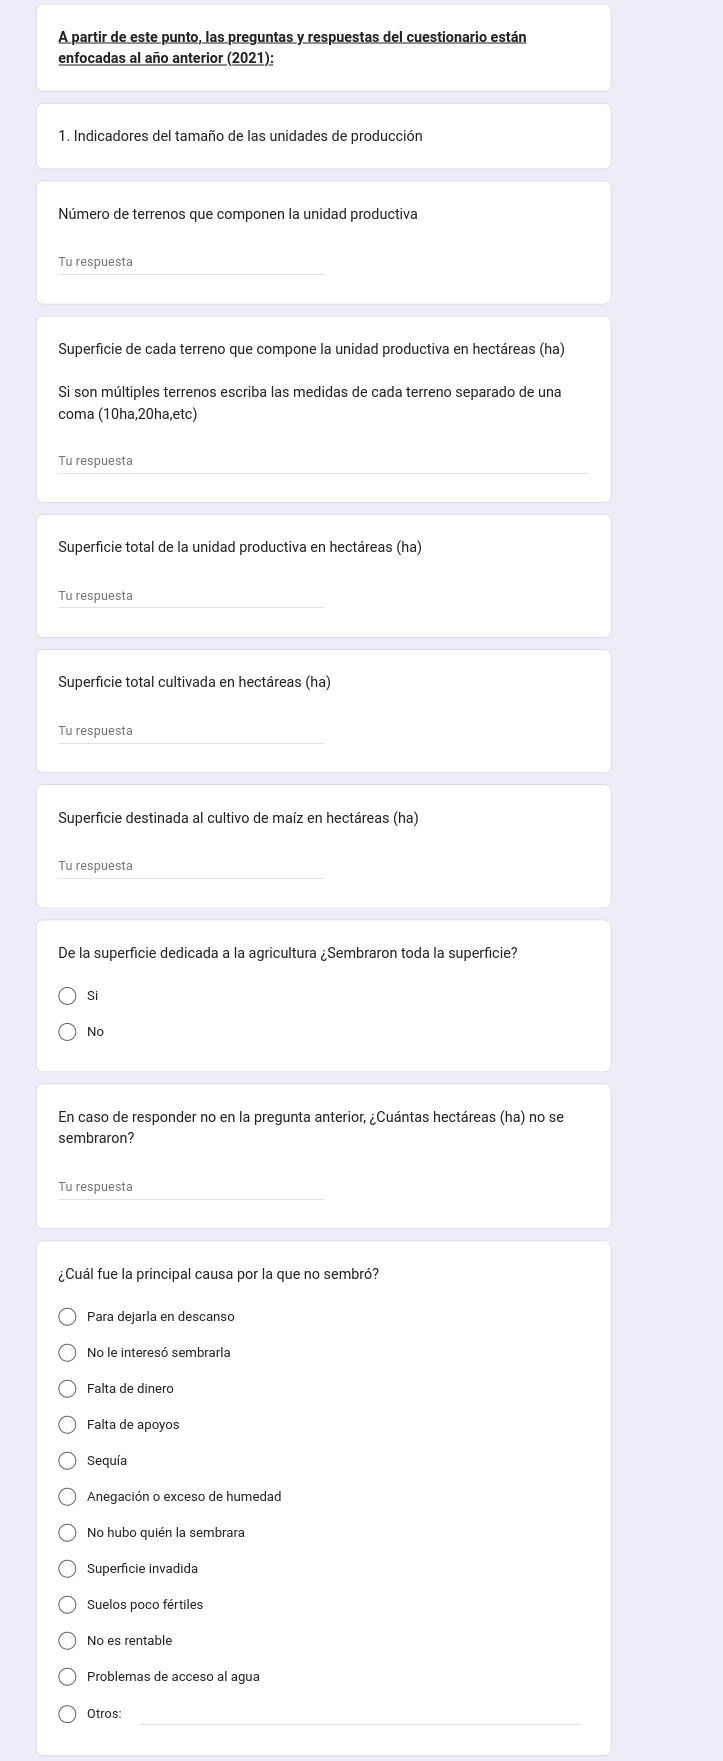 A partir de este punto, las preguntas y respuestas del cuestionario están
enfocadas al año anterior (2021):
1. Indicadores del tamaño de las unidades de producción
Número de terrenos que componen la unidad productiva
Tu respuesta
Superficie de cada terreno que compone la unidad productiva en hectáreas (ha)
Si son múltiples terrenos escriba las medidas de cada terreno separado de una
coma (10ha,20ha,etc)
Tu respuesta
Superficie total de la unidad productiva en hectáreas (ha)
Tu respuesta
Superficie total cultivada en hectáreas (ha)
Tu respuesta
Superficie destinada al cultivo de maíz en hectáreas (ha)
Tu respuesta
De la superficie dedicada a la agricultura ¿Sembraron toda la superficie?
Si
No
En caso de responder no en la pregunta anterior, ¿Cuántas hectáreas (ha) no se
sembraron?
Tu respuesta
¿Cuál fue la principal causa por la que no sembró?
Para dejarla en descanso
No le interesó sembrarla
Falta de dinero
Falta de apoyos
Sequía
Anegación o exceso de humedad
No hubo quién la sembrara
Superficie invadida
Suelos poco fértiles
No es rentable
Problemas de acceso al agua
Otros: